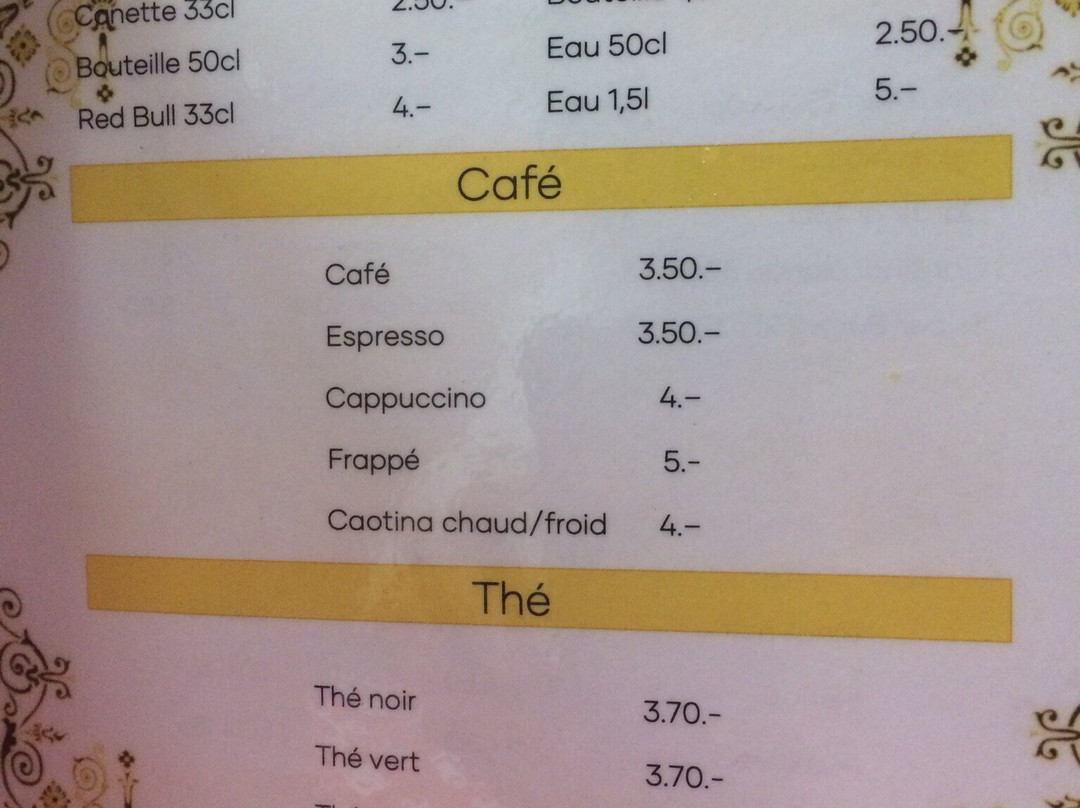 Canette 33cl 2.50.-
Bouteille 50cl 3.– Eau 50cl 2.50.–
Red Bull 33cl 4.– Eau 1,5l 5.–
Café
Café 3.50.–
Espresso 3.50.–
Cappuccino 4.–
Frappé 5.-
Caotina chaud/froid 4.–
Thé
Thé noir 3.70.-
Thé vert 3.70.-